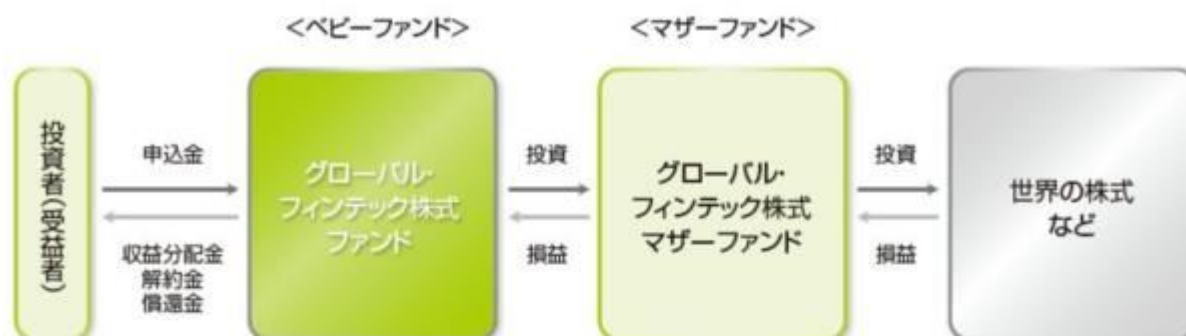 <ベビーファンド>
<マザーファンド>
投資者(受益者)
申込金
収益分配金
解約金
償還金
グローバル・
フィンテック株式
ファンド
投資
損益
グローバル・
フィンテック株式
マザーファンド
投資
損益
世界の株式
など